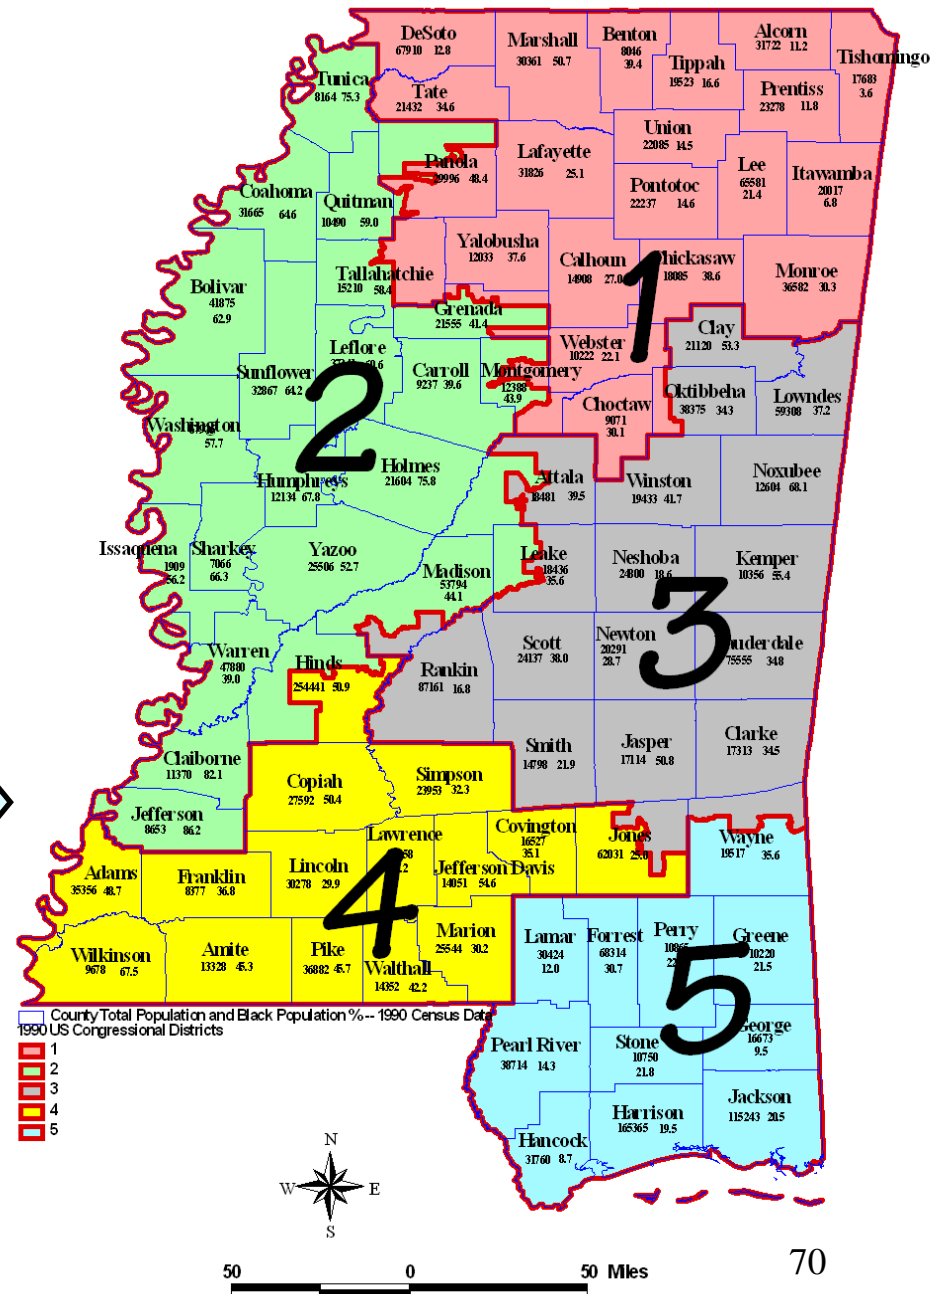 DeSoto
67910 12.8
Marshall
30361 50.7
Benton
8046
39.4
Tippah
19523 16.6
Alcorn
31722 11.2
Tishomingo
17683
3.6
Tunica
8164 75.3
Tate
21432 34.6
Prentiss
23278 11.8
Union
22085 14.5
Panola
29996 48.4
Lafayette
31826 25.1
Lee
65581
21.4
Itawamba
20017
6.8
Pontotoc
22237 14.6
Coahoma
31665 64.6
Quitman
10490 59.0
Yalobusha
12033 37.6
Calhoun
14908
Chickasaw
18085 38.6
Monroe
36582 30.3
1
Tallahatchie
15210 58.4
Bolivar
41875
62.9
Grenada
21555 41.4
Clay
21120 53.3
Webster
10222 22.1
Leflore
Sunflower
32867 64.2
Carroll
9237 39.6
Montgomery
12388
43.9
2
Choctaw
9071
30.1
Oktibbeha
38375 34.3
Lowndes
59308 37.2
Washington
57.7
Humphreys
12134 67.8
Holmes
21604 75.8
Attala
18481 39.5
Winston
19433 41.7
Noxubee
12604 68.1
Issaquena
1909
56.2
Sharkey
7066
66.3
Yazoo
25506 52.7
Madison
53794
44.1
Leake
18436
35.6
Neshoba
24800 18.6
Kemper
10356 55.4
3
Warren
47880
39.0
Hinds
254441 50.9
Rankin
87161 16.8
Scott
24137 38.0
Newton
20291
28.7
uderdale
75555 34.8
Claiborne
11370 82.1
Copiah
27592 50.4
Simpson
23953 32.3
Smith
14798 21.9
Jasper
17114 50.8
Clarke
17313 34.5
Jefferson
8653 86.2
Lawrence
Covington
16527
35.1
Jones
62031
Wayne
19517 35.6
Adams
35356 48.7
Franklin
8377 36.8
Lincoln
30278 29.9
4
Jefferson Davis
14051 54.6
Wilkinson
9678 67.5
Amite
13328 45.3
Pike
36882 45.7
Walthall
14352 42.2
Marion
25544 30.2
Lamar
30424
12.0
Forrest
68314
30.7
Perry
Greene
10220
21.5
5
County Total Population and Black Population %-- 1990 Census Data
1990 US Congressional Districts
1
2
3
4
5
Pearl River
38714 14.3
Stone
10750
21.8
George
16673
9.5
Hancock
31760 8.7
Harrison
165365 19.5
Jackson
115243 20.5
N
W E
S
50 0 50 Miles
70